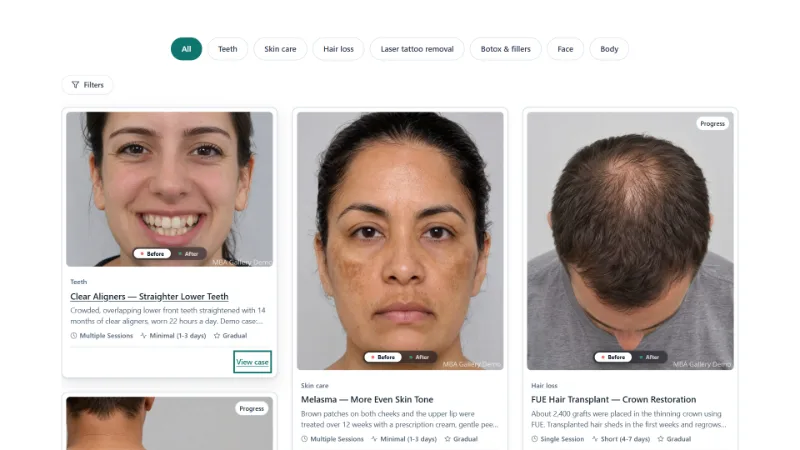 All
Teeth
Skin care
Hair loss
Laser tattoo removal
Botox & fillers
Face
Body
Filters
Before
After
MBA Gallery Demo
Teeth
Clear Aligners — Straighter Lower Teeth
Crowded, overlapping lower front teeth straightened with 14
months of clear aligners, worn 22 hours a day. Demo case:...
Multiple Sessions
Minimal (1-3 days)
Gradual
View case
Progress
Before
After
MBA Gallery Demo
Skin care
Melasma — More Even Skin Tone
Brown patches on both cheeks and the upper lip were
treated over 12 weeks with a prescription cream, gentle pee...
Multiple Sessions
Minimal (1-3 days)
Gradual
Progress
Before
After
MBA Gallery Demo
Hair loss
FUE Hair Transplant — Crown Restoration
About 2,400 grafts were placed in the thinning crown using
FUE. Transplanted hair sheds in the first weeks and regrows...
Single Session
Short (4-7 days)
Gradual